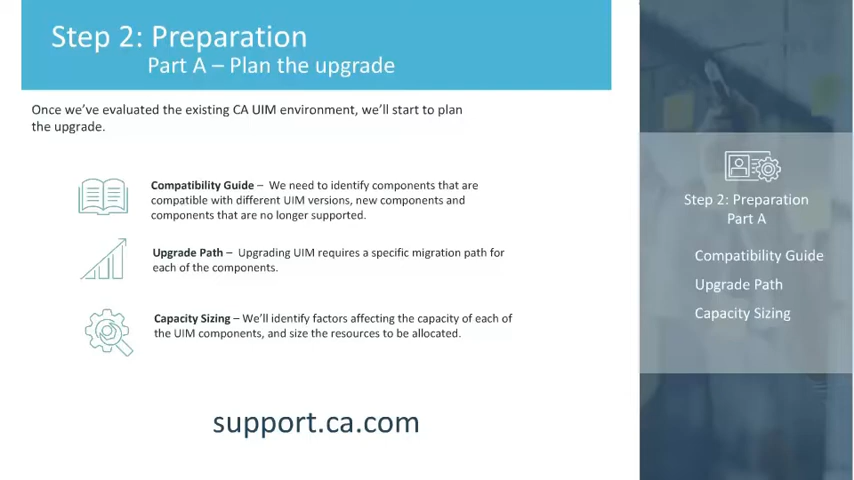 Step 2: Preparation
Part A – Plan the upgrade
Once we've evaluated the existing CA UIM environment, we'll start to plan
the upgrade.
Compatibility Guide – We need to identify components that are
compatible with different UIM versions, new components and
components that are no longer supported.
Upgrade Path – Upgrading UIM requires a specific migration path for
each of the components.
Capacity Sizing – We'll identify factors affecting the capacity of each of
the UIM components, and size the resources to be allocated.
support.ca.com
Step 2: Preparation
Part A
Compatibility Guide
Upgrade Path
Capacity Sizing